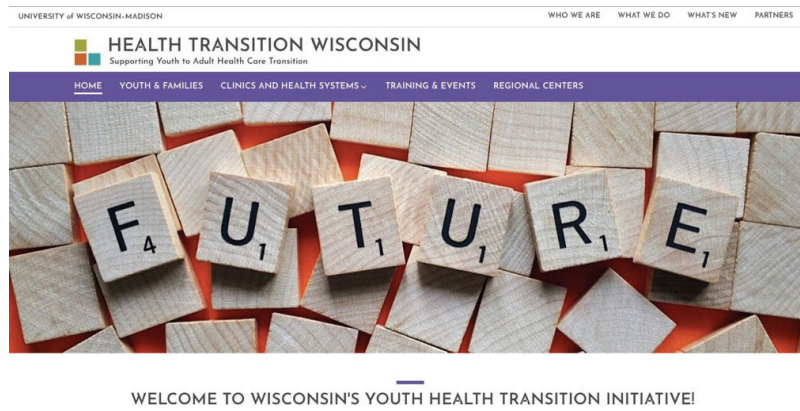 UNIVERSITY of WISCONSIN–MADISON
WHO WE ARE WHAT WE DO WHAT'S NEW PARTNERS
HEALTH TRANSITION WISCONSIN
Supporting Youth to Adult Health Care Transition
HOME YOUTH & FAMILIES CLINICS AND HEALTH SYSTEMS TRAINING & EVENTS REGIONAL CENTERS
F4 U1 T1 U1 R1 E1
WELCOME TO WISCONSIN'S YOUTH HEALTH TRANSITION INITIATIVE!